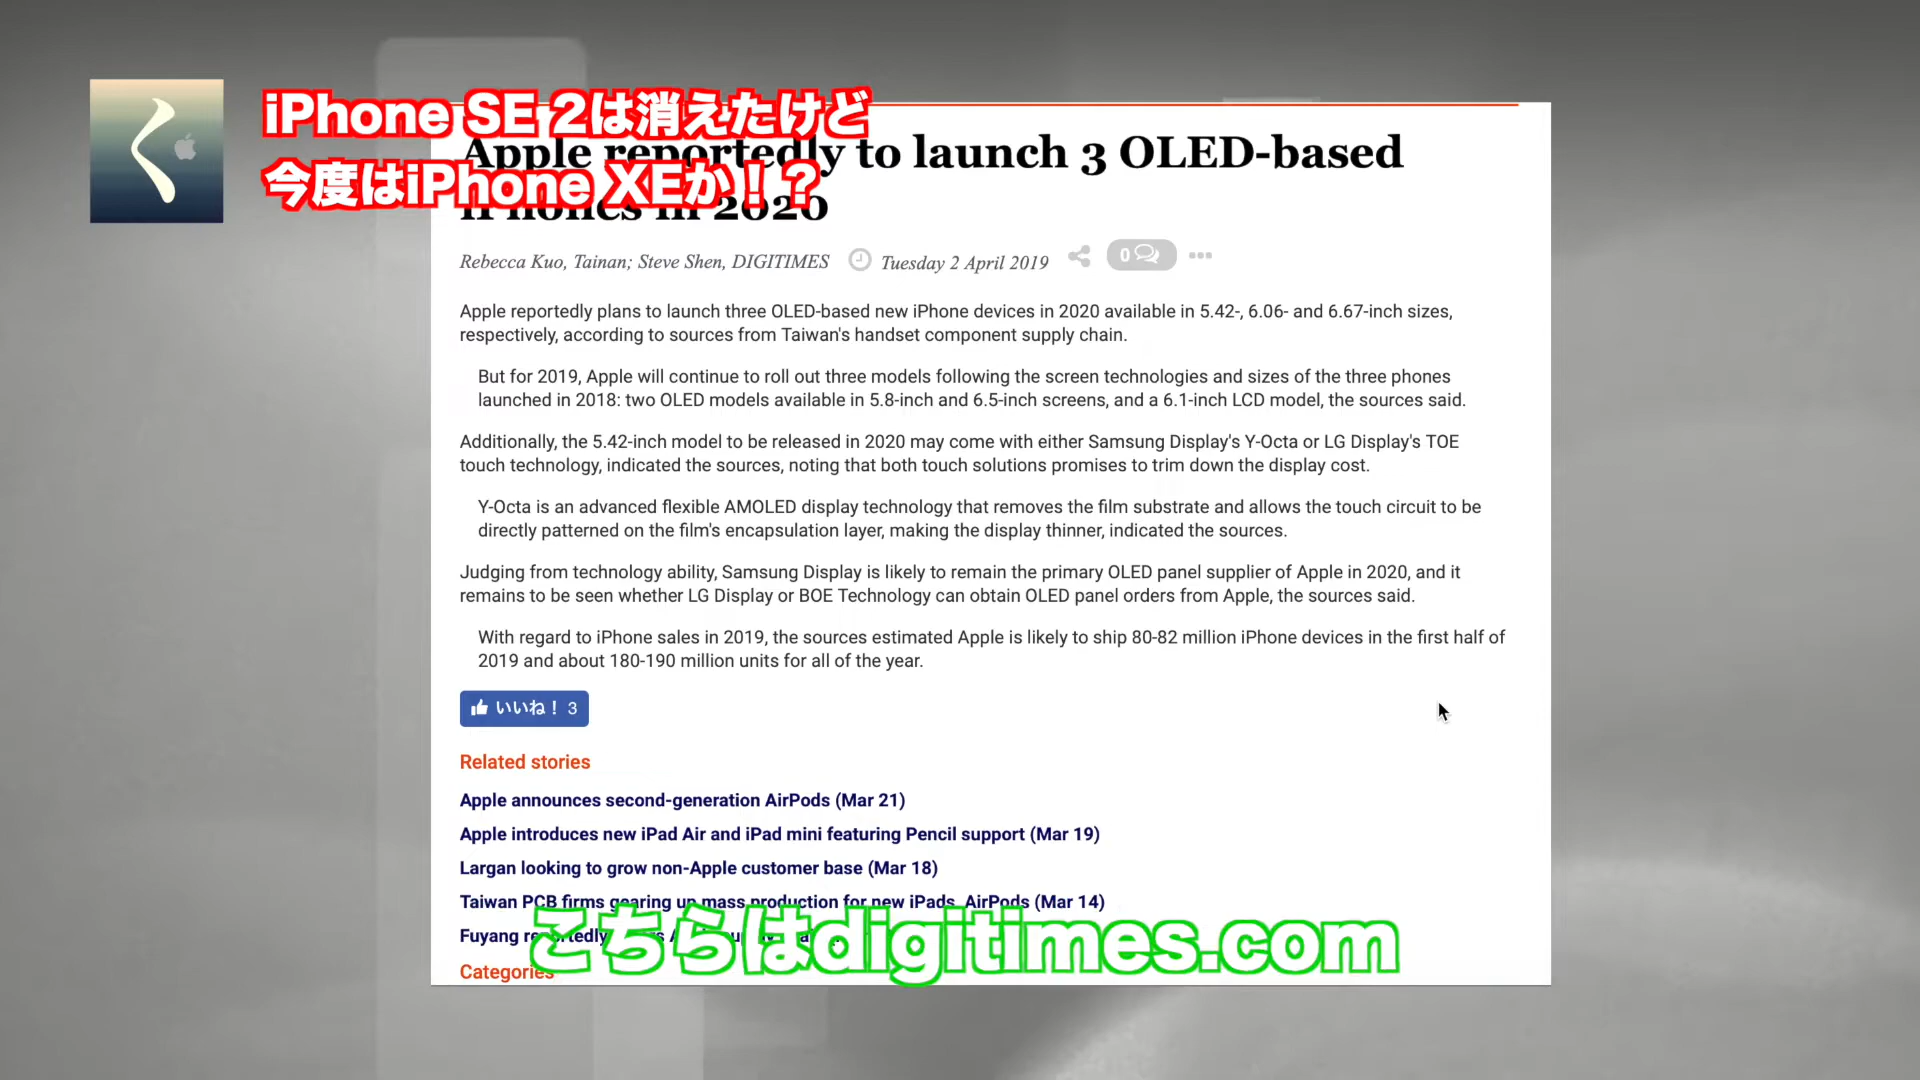 く
iPhone SE 2は消えたけど
今度はiPhone XEか！？
Apple reportedly to launch 3 OLED-based
iPhones in 2020
Rebecca Kuo, Tainan; Steve Shen, DIGITIMES Tuesday 2 April 2019 0
Apple reportedly plans to launch three OLED-based new iPhone devices in 2020 available in 5.42-, 6.06- and 6.67-inch sizes,
respectively, according to sources from Taiwan's handset component supply chain.
But for 2019, Apple will continue to roll out three models following the screen technologies and sizes of the three phones
launched in 2018: two OLED models available in 5.8-inch and 6.5-inch screens, and a 6.1-inch LCD model, the sources said.
Additionally, the 5.42-inch model to be released in 2020 may come with either Samsung Display's Y-Octa or LG Display's TOE
touch technology, indicated the sources, noting that both touch solutions promises to trim down the display cost.
Y-Octa is an advanced flexible AMOLED display technology that removes the film substrate and allows the touch circuit to be
directly patterned on the film's encapsulation layer, making the display thinner, indicated the sources.
Judging from technology ability, Samsung Display is likely to remain the primary OLED panel supplier of Apple in 2020, and it
remains to be seen whether LG Display or BOE Technology can obtain OLED panel orders from Apple, the sources said.
With regard to iPhone sales in 2019, the sources estimated Apple is likely to ship 80-82 million iPhone devices in the first half of
2019 and about 180-190 million units for all of the year.
いいね！ 3
Related stories
Apple announces second-generation AirPods (Mar 21)
Apple introduces new iPad Air and iPad mini featuring Pencil support (Mar 19)
Largan looking to grow non-Apple customer base (Mar 18)
Taiwan PCB firms gearing up mass production for new iPads, AirPods (Mar 14)
Fuyang reportedly
こちらはdigitimes.com
Categories